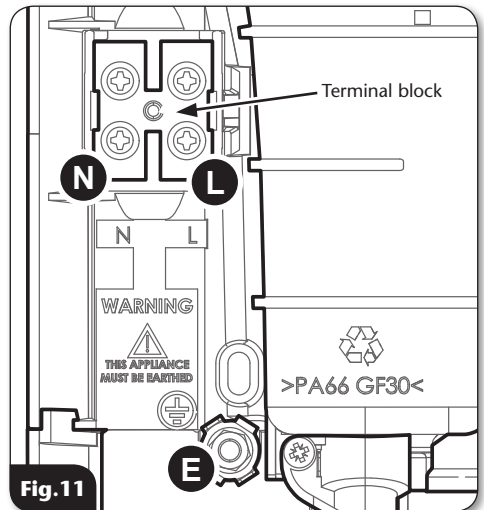 Terminal block
N L
N L
WARNING
THIS APPLIANCE
MUST BE EARTHED
>PA66 GF30<
E
Fig.11